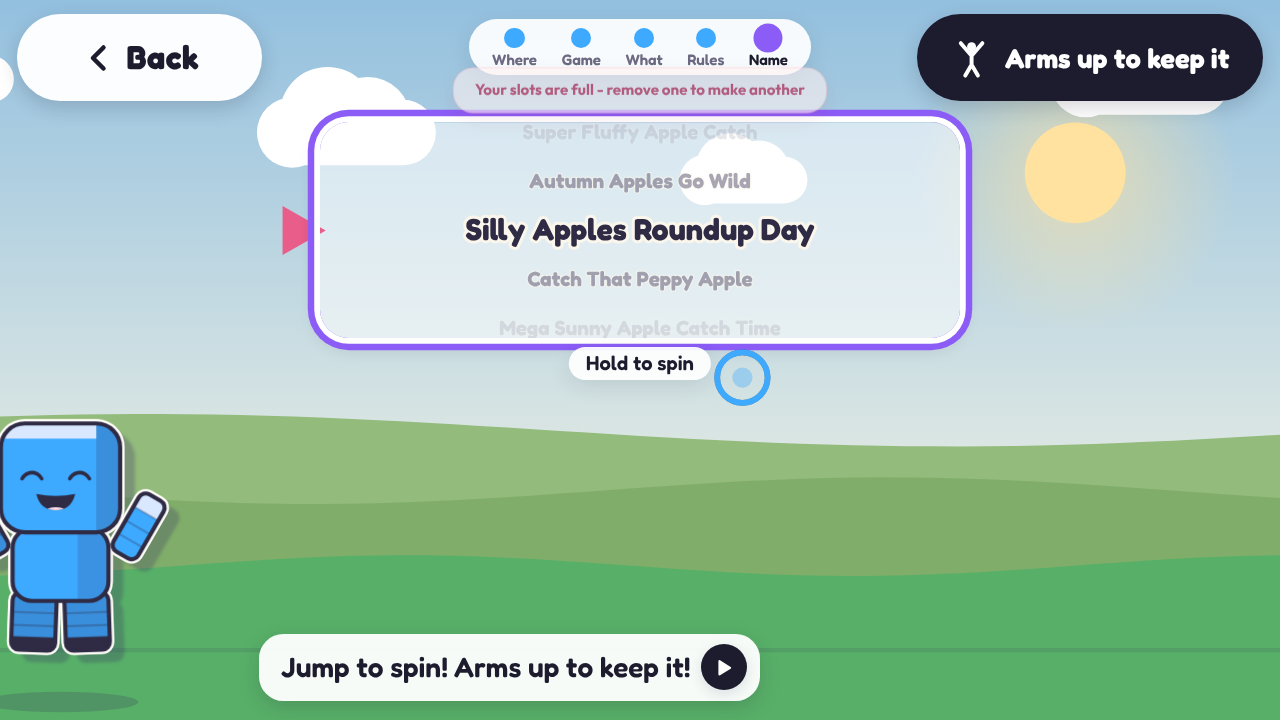 Back
Where Game What Rules Name
Arms up to keep it
Your slots are full - remove one to make another
Super Fluffy Apple Catch
Autumn Apples Go Wild
Silly Apples Roundup Day
Catch That Peppy Apple
Mega Sunny Apple Catch Time
Hold to spin
Jump to spin! Arms up to keep it!